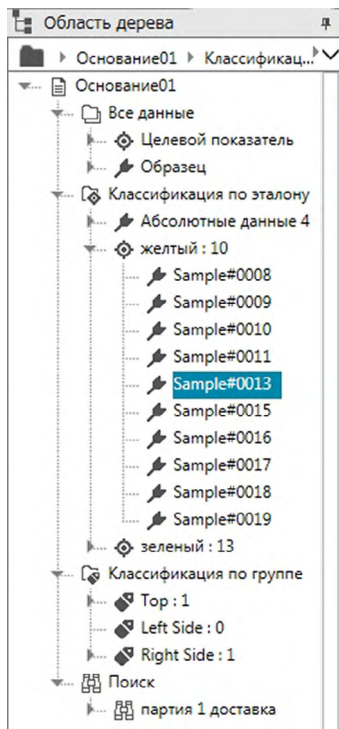 Область дерева
Основание01 Классификац...
Основание01
Все данные
Целевой показатель
Образец
Классификация по эталону
Абсолютные данные 4
желтый : 10
Sample#0008
Sample#0009
Sample#0010
Sample#0011
Sample#0013
Sample#0015
Sample#0016
Sample#0017
Sample#0018
Sample#0019
зеленый : 13
Классификация по группе
Top : 1
Left Side : 0
Right Side : 1
Поиск
партия 1 доставка